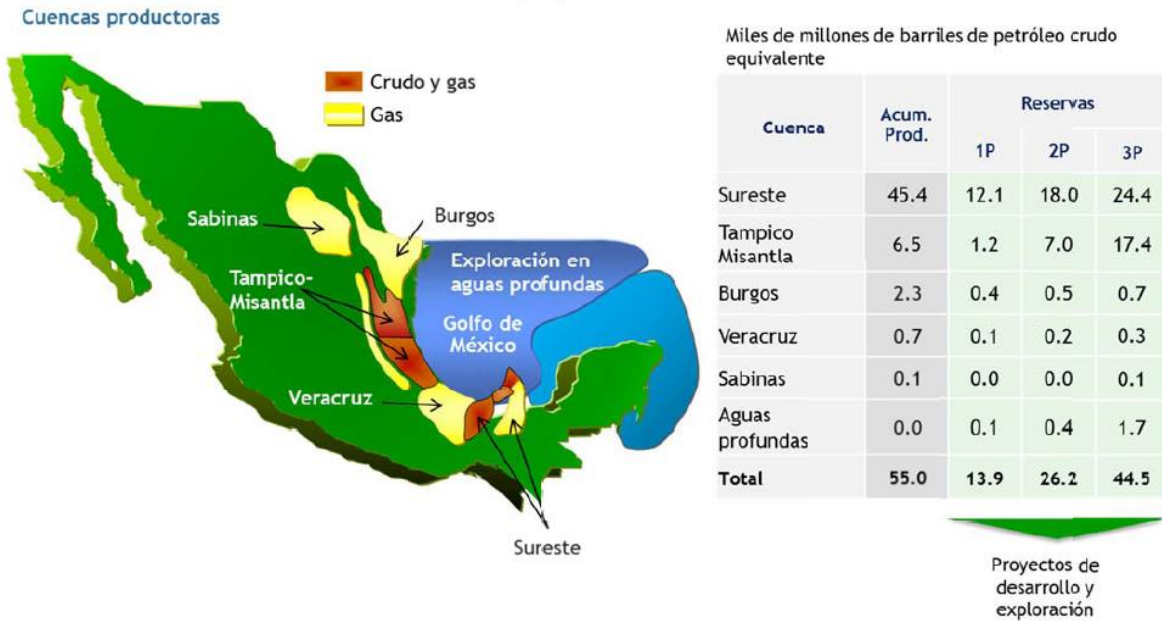 Cuencas productoras
Crudo y gas
Gas
Sabinas
Burgos
Tampico-
Misantla
Exploración en
aguas profundas
Golfo de
México
Veracruz
Sureste
Miles de millones de barriles de petróleo crudo
equivalente
Cuenca Acum. Prod. Reservas
1P 2P 3P
Sureste 45.4 12.1 18.0 24.4
Tampico
Misantla 6.5 1.2 7.0 17.4
Burgos 2.3 0.4 0.5 0.7
Veracruz 0.7 0.1 0.2 0.3
Sabinas 0.1 0.0 0.0 0.1
Aguas
profundas 0.0 0.1 0.4 1.7
Total 55.0 13.9 26.2 44.5
Proyectos de
desarrollo y
exploración